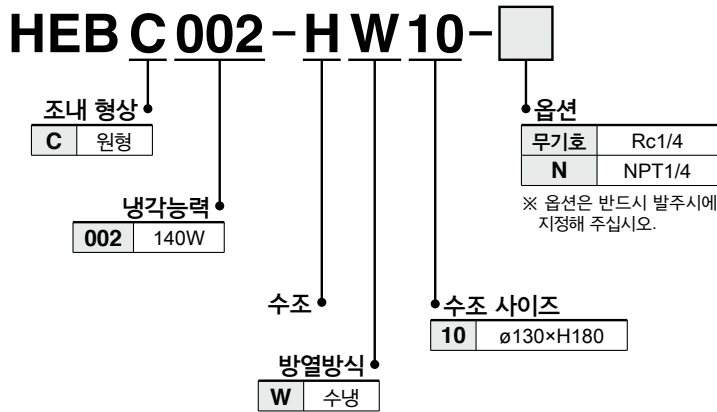 HEB C 002-H W 10-
조내 형상
C 원형
옵션
무기호 Rc1/4
N NPT1/4
※ 옵션은 반드시 발주시에
지정해 주십시오.
냉각능력
002 140W
수조
수조 사이즈
10 ø130×H180
방열방식
W 수냉